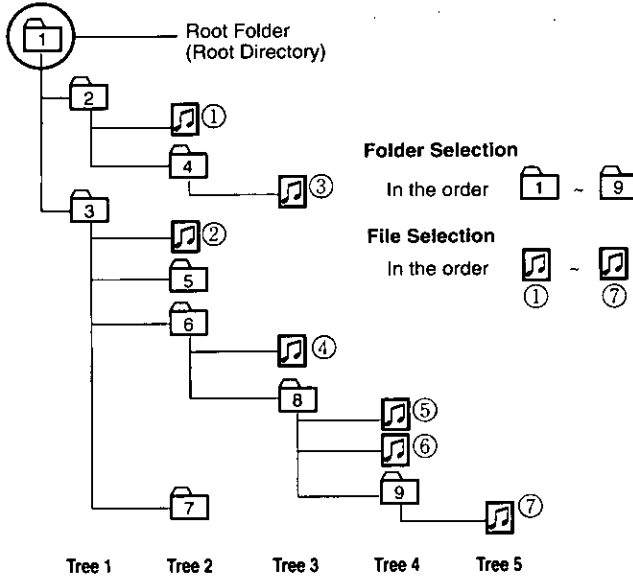 1 Root Folder
(Root Directory)
2
①
4 Folder Selection
③ In the order 1 ~ 9
3
② File Selection
5 In the order ~
① ⑦
6
④
8
⑤
⑥
9
7 ⑦
Tree 1 Tree 2 Tree 3 Tree 4 Tree 5